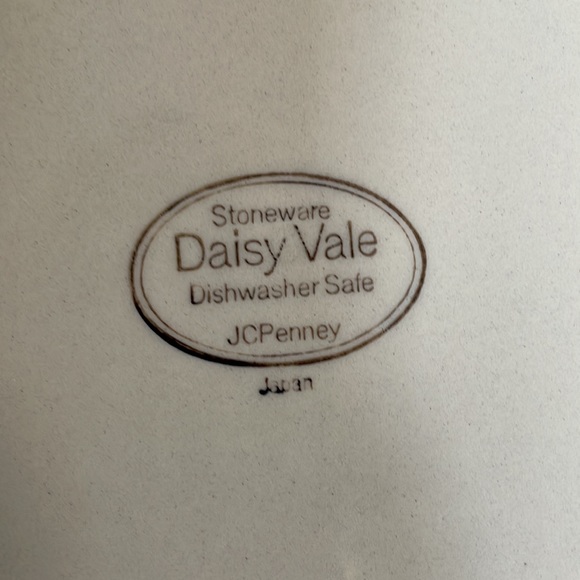 Stoneware
Daisy Vale
Dishwasher Safe
JCPenney
Japan